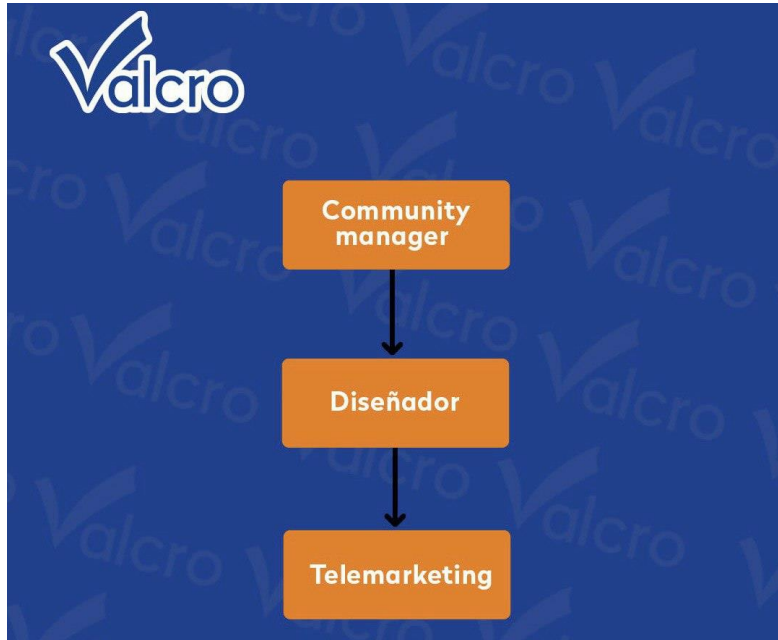 Valcro
Community
manager
Diseñador
Telemarketing